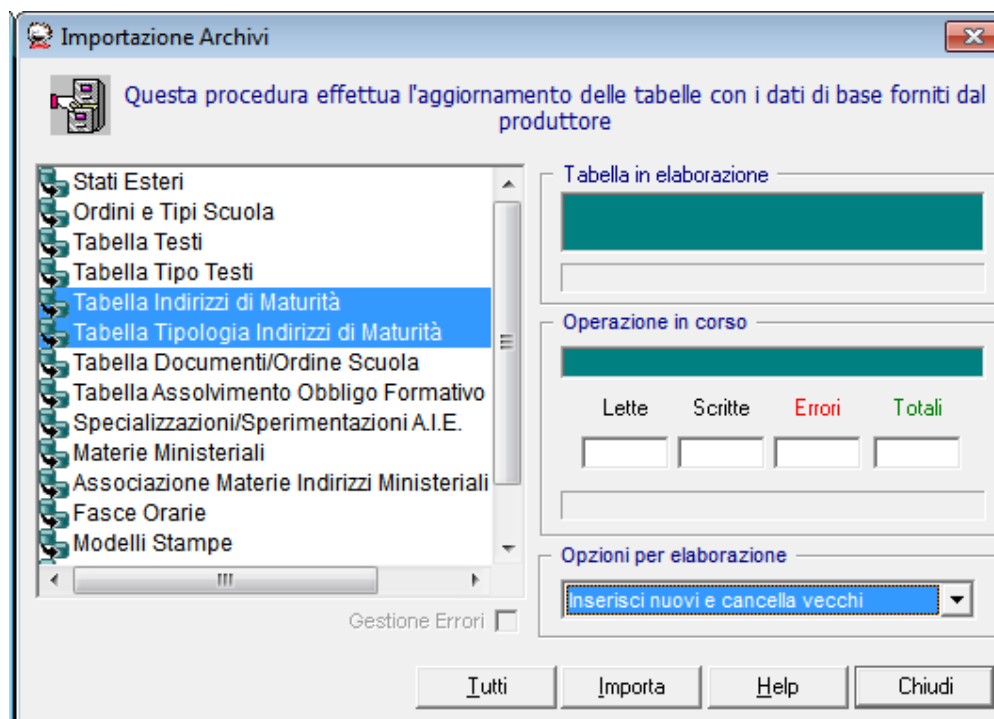 Importazione Archivi
Questa procedura effettua l'aggiornamento delle tabelle con i dati di base forniti dal
produttore
Stati Esteri
Ordini e Tipi Scuola
Tabella Testi
Tabella Tipo Testi
Tabella Indirizzi di Maturità
Tabella Tipologia Indirizzi di Maturità
Tabella Documenti/Ordine Scuola
Tabella Assolvimento Obbligo Formativo
Specializzazioni/Sperimentazioni A.I.E.
Materie Ministeriali
Associazione Materie Indirizzi Ministeriali
Fasce Orarie
Modelli Stampe
Gestione Errori
Tabella in elaborazione
Operazione in corso
Lette Scritte Errori Totali
Opzioni per elaborazione
Inserisci nuovi e cancella vecchi
Tutti Importa Help Chiudi